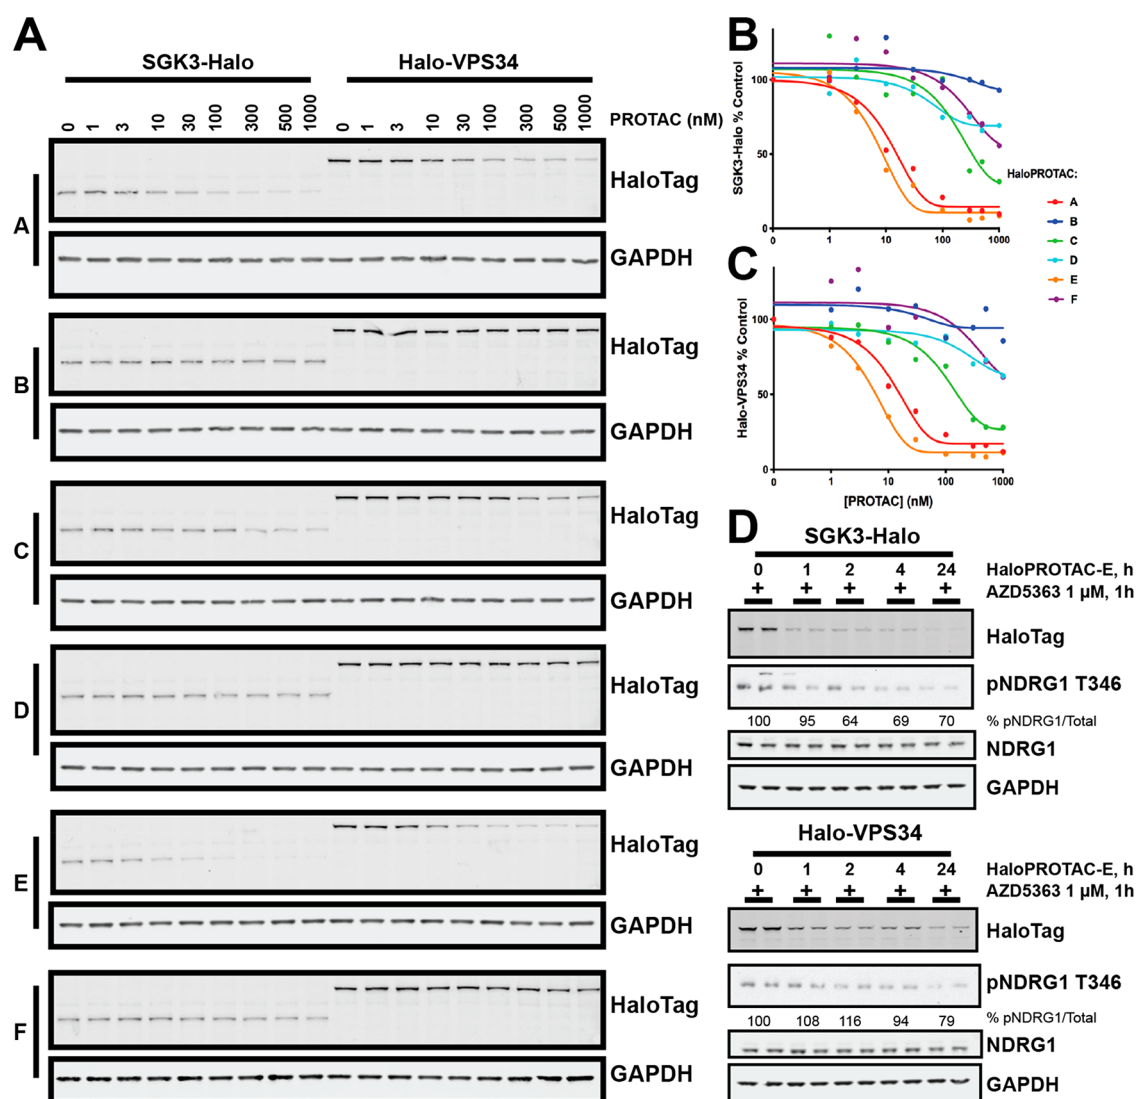 A
SGK3-Halo
Halo-VPS34
0 1 3 10 30 100 300 500 1000 0 1 3 10 30 100 300 500 1000 PROTAC (nM)
A
HaloTag
GAPDH
B
HaloTag
GAPDH
C
HaloTag
GAPDH
D
HaloTag
GAPDH
E
HaloTag
GAPDH
F
HaloTag
GAPDH
B
SGK3-Halo % Control
100
50
0
0 1 10 100 1000
HaloPROTAC:
A
B
C
D
E
F
C
Halo-VPS34 % Control
100
50
0
0 1 10 100 1000
[PROTAC] (nM)
D
SGK3-Halo
0 1 2 4 24 HaloPROTAC-E, h
+ + + + + AZD5363 1 µM, 1h
HaloTag
pNDRG1 T346
100 95 64 69 70 % pNDRG1/Total
NDRG1
GAPDH
Halo-VPS34
0 1 2 4 24 HaloPROTAC-E, h
+ + + + + AZD5363 1 µM, 1h
HaloTag
pNDRG1 T346
100 108 116 94 79 % pNDRG1/Total
NDRG1
GAPDH